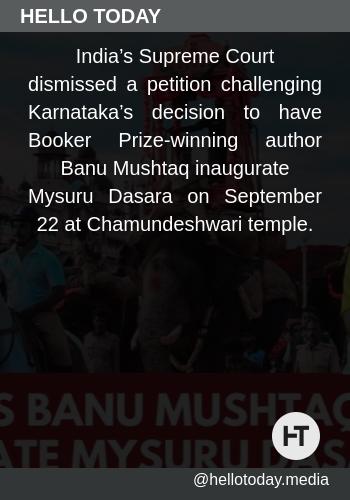 HELLO TODAY
India’s Supreme Court
dismissed a petition challenging
Karnataka’s decision to have
Booker Prize-winning author
Banu Mushtaq inaugurate
Mysuru Dasara on September
22 at Chamundeshwari temple.
S BANU MUSHTAQ
ATE MYSURU DAS
HT
@hellotoday.media